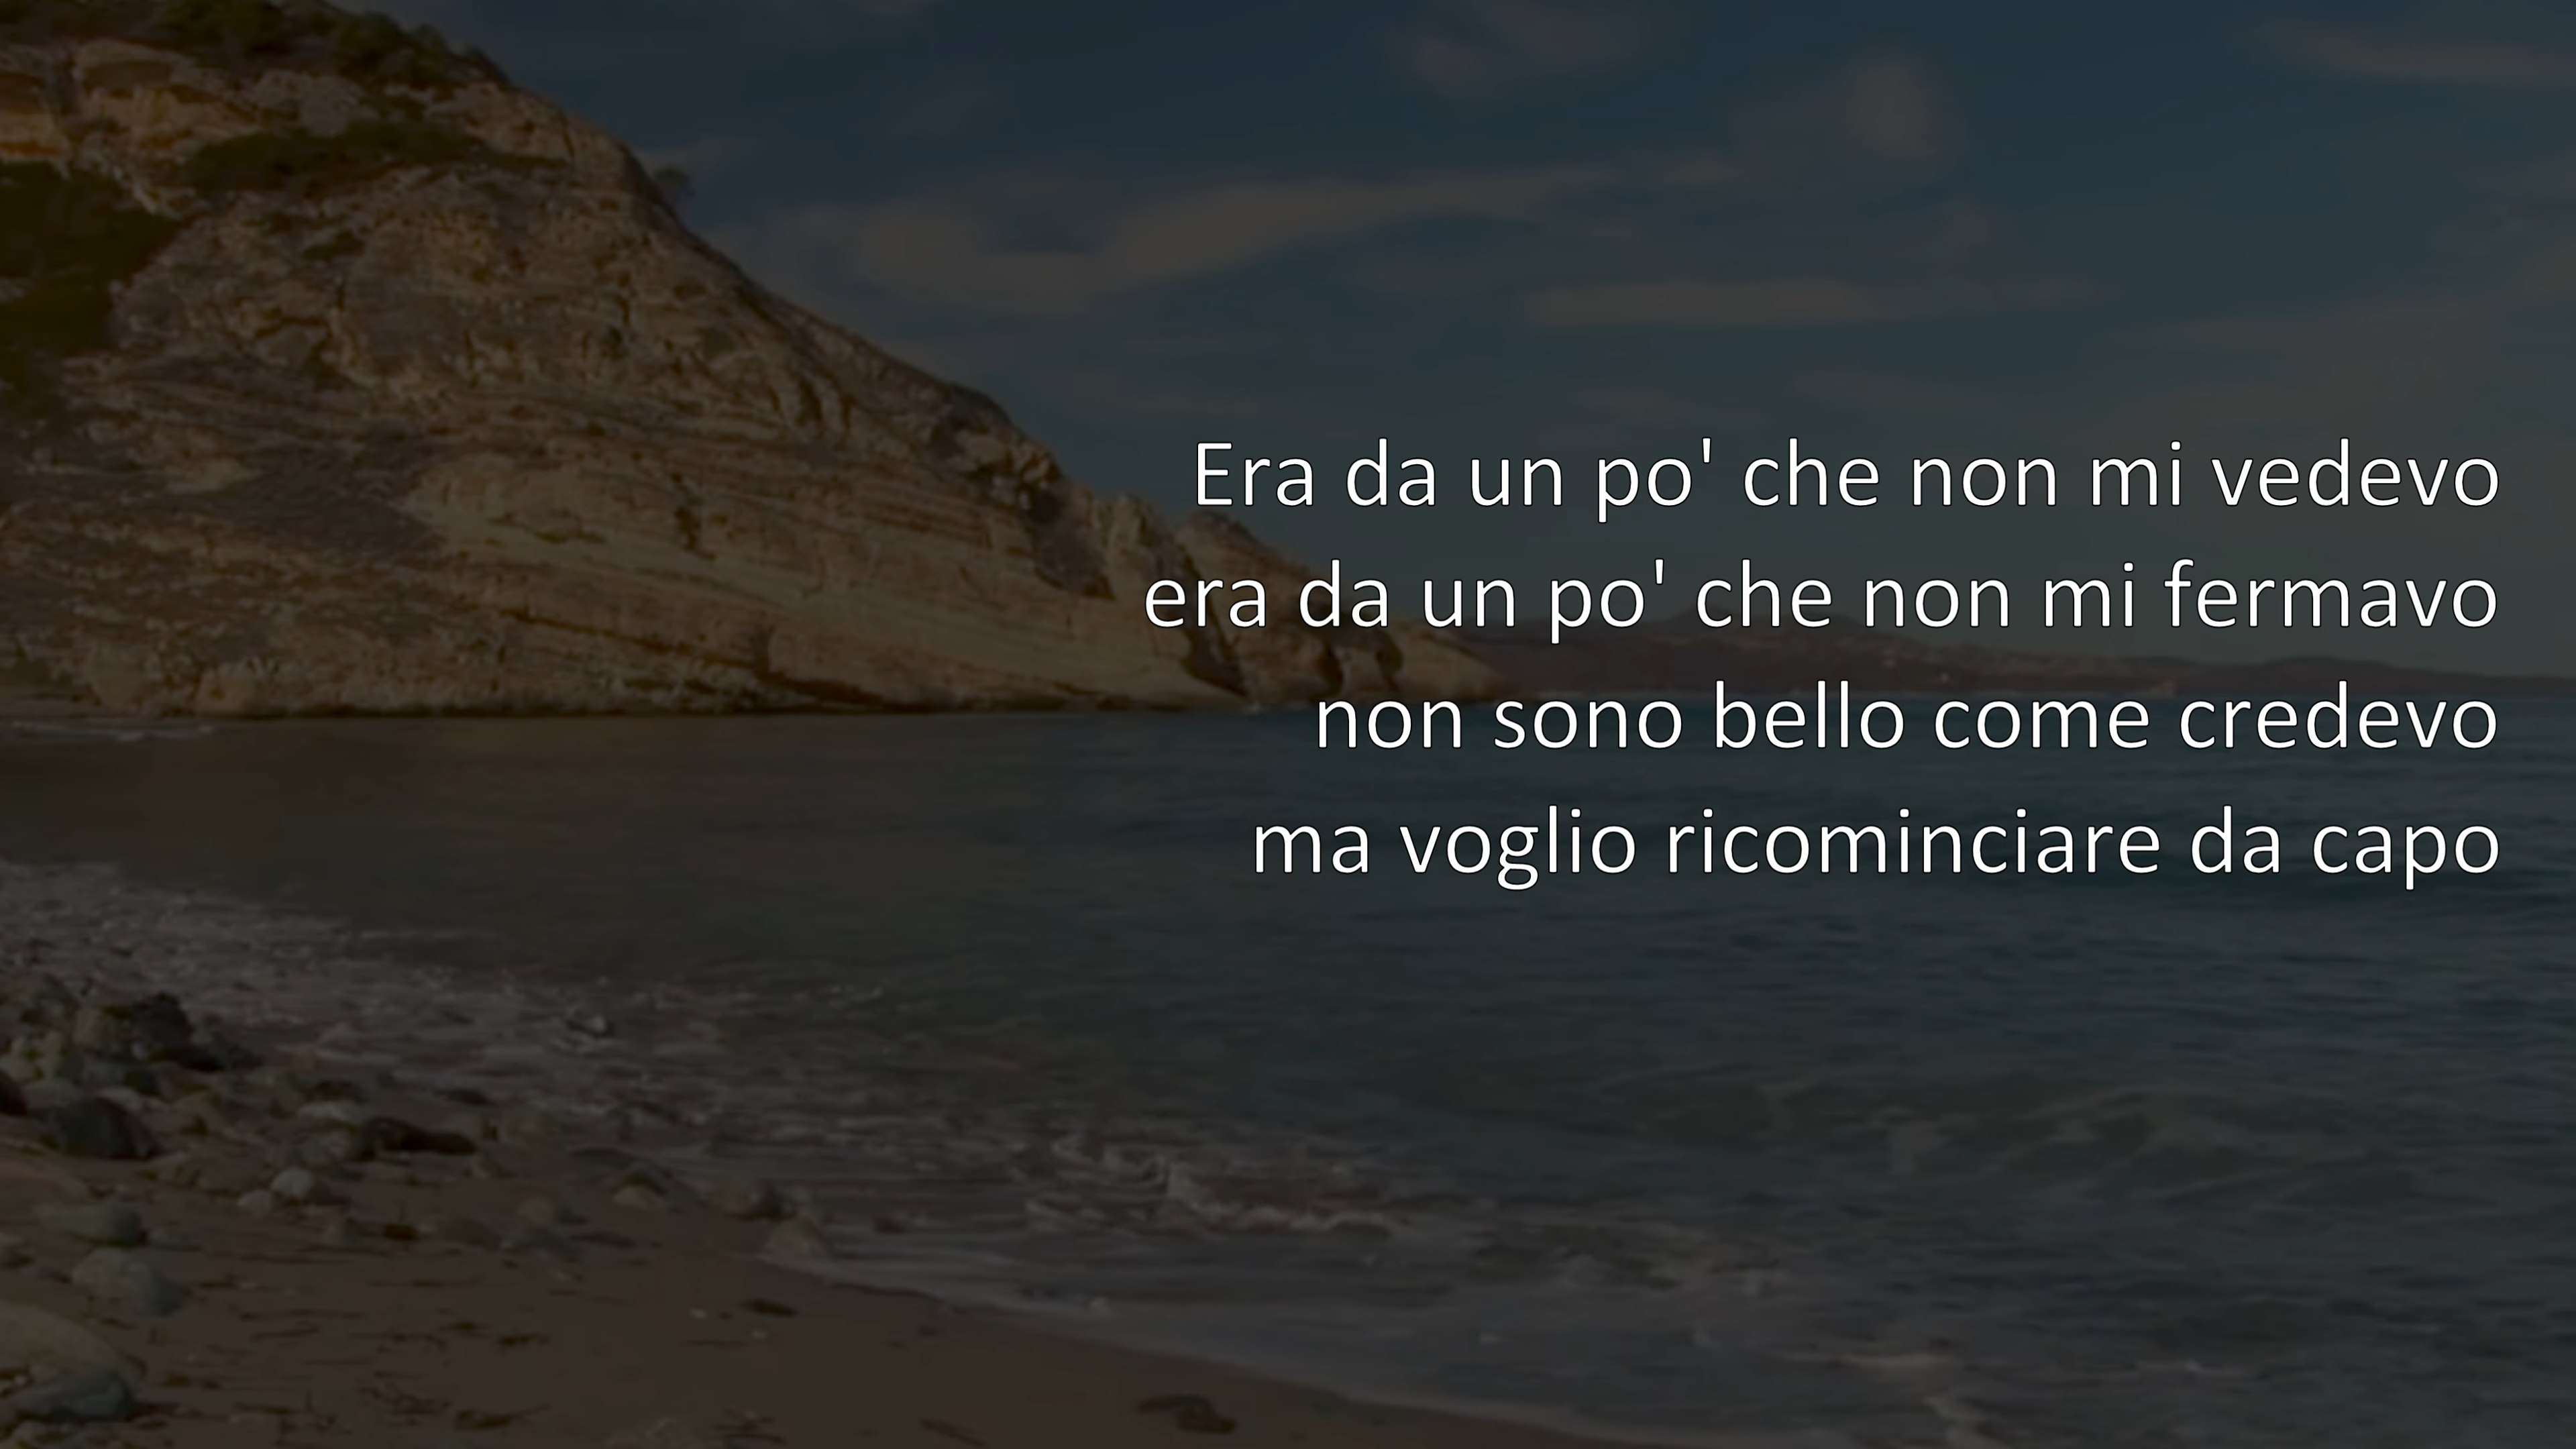 Era da un po' che non mi vedevo
era da un po' che non mi fermavo
non sono bello come credevo
ma voglio ricominciare da capo